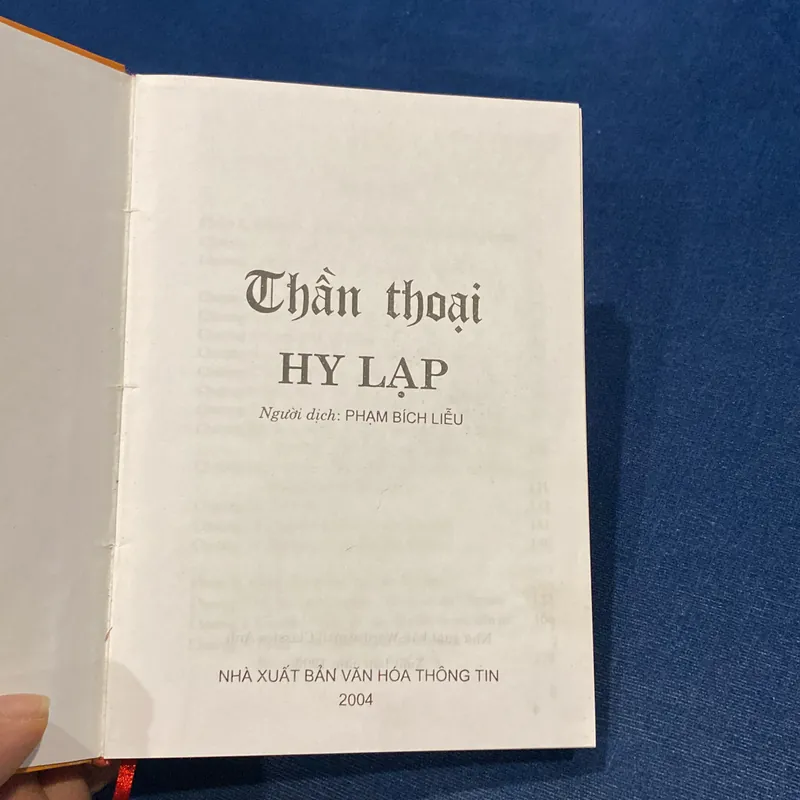 Thần thoại
HY LẠP
Người dịch: PHẠM BÍCH LIỄU
NHÀ XUẤT BẢN VĂN HÓA THÔNG TIN
2004